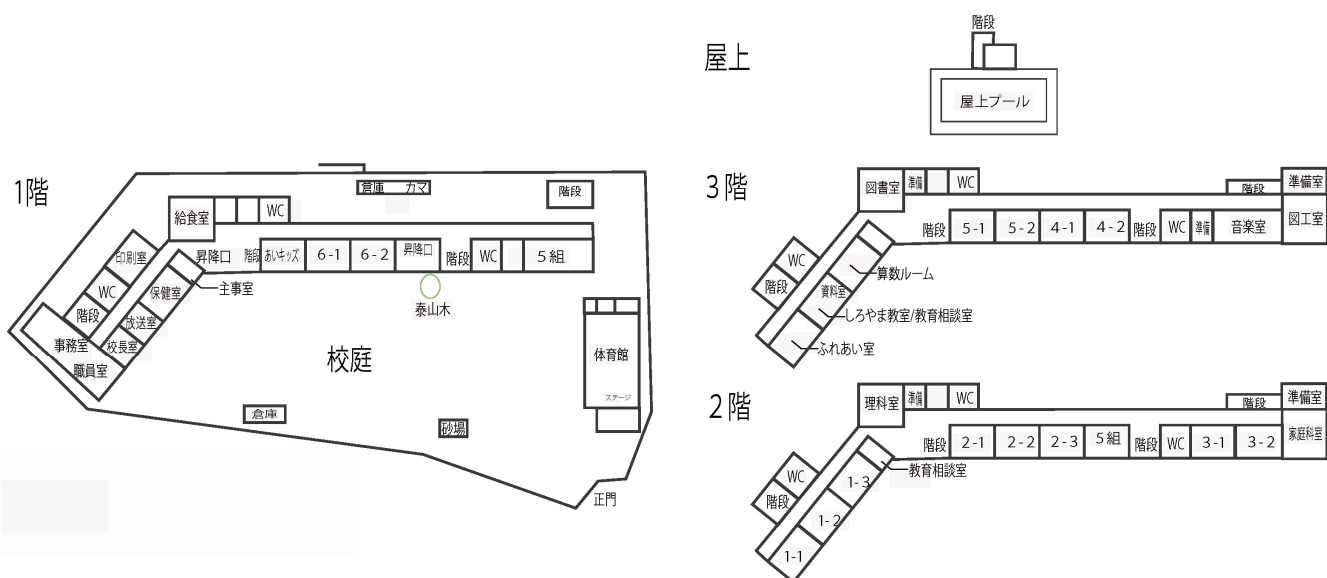 屋上
階段
屋上プール
1階
倉庫 カマ
階段
給食室
WC
印刷室
昇降口
階段
あいキッズ
6-1
6-2
昇降口
階段
WC
5組
WC
保健室
主事室
階段
放送室
泰山木
事務室
校長室
職員室
校庭
体育館
ステージ
倉庫
砂場
正門
3階
図書室
準備
WC
階段
準備室
階段
5-1
5-2
4-1
4-2
階段
WC
準備
音楽室
図工室
WC
階段
算数ルーム
資料室
しろやま教室/教育相談室
ふれあい室
2階
理科室
準備
WC
階段
準備室
階段
2-1
2-2
2-3
5組
階段
WC
3-1
3-2
家庭科室
WC
階段
教育相談室
1-3
1-2
1-1